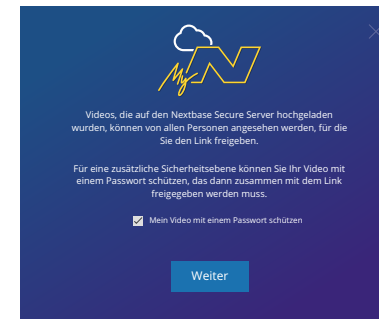 My N
Videos, die auf den Nextbase Secure Server hochgeladen
wurden, können von allen Personen angesehen werden, für die
Sie den Link freigeben.
Für eine zusätzliche Sicherheitsebene können Sie Ihr Video mit
einem Passwort schützen, das dann zusammen mit dem Link
freigegeben werden muss.
Mein Video mit einem Passwort schützen
Weiter